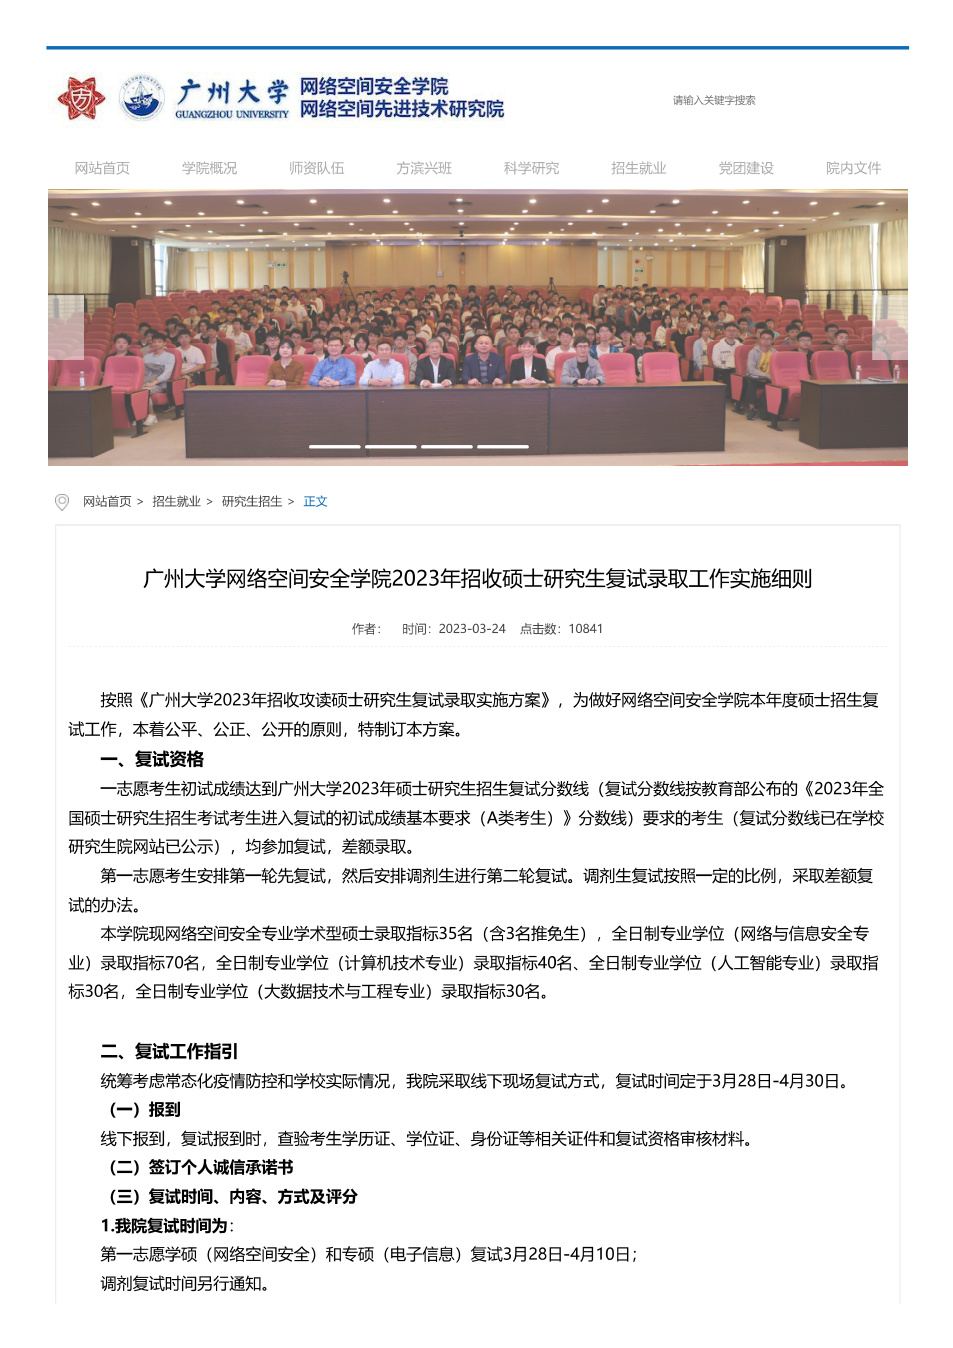 广州大学
GUANGZHOU UNIVERSITY
网络空间安全学院
网络空间先进技术研究院
请输入关键字搜索
网站首页 学院概况 师资队伍 方滨兴班 科学研究 招生就业 党团建设 院内文件
网站首页 > 招生就业 > 研究生招生 > 正文
广州大学网络空间安全学院2023年招收硕士研究生复试录取工作实施细则
作者： 时间：2023-03-24 点击数：10841
按照《广州大学2023年招收攻读硕士研究生复试录取实施方案》，为做好网络空间安全学院本年度硕士招生复
试工作，本着公平、公正、公开的原则，特制订本方案。
一、复试资格
一志愿考生初试成绩达到广州大学2023年硕士研究生招生复试分数线（复试分数线按教育部公布的《2023年全
国硕士研究生招生考试考生进入复试的初试成绩基本要求（A类考生）》分数线）要求的考生（复试分数线已在学校
研究生院网站已公示），均参加复试，差额录取。
第一志愿考生安排第一轮先复试，然后安排调剂生进行第二轮复试。调剂生复试按照一定的比例，采取差额复
试的办法。
本学院现网络空间安全专业学术型硕士录取指标35名（含3名推免生），全日制专业学位（网络与信息安全专
业）录取指标70名，全日制专业学位（计算机技术专业）录取指标40名、全日制专业学位（人工智能专业）录取指
标30名，全日制专业学位（大数据技术与工程专业）录取指标30名。
二、复试工作指引
统筹考虑常态化疫情防控和学校实际情况，我院采取线下现场复试方式，复试时间定于3月28日-4月30日。
（一）报到
线下报到，复试报到时，查验考生学历证、学位证、身份证等相关证件和复试资格审核材料。
（二）签订个人诚信承诺书
（三）复试时间、内容、方式及评分
1.我院复试时间为：
第一志愿学硕（网络空间安全）和专硕（电子信息）复试3月28日-4月10日；
调剂复试时间另行通知。